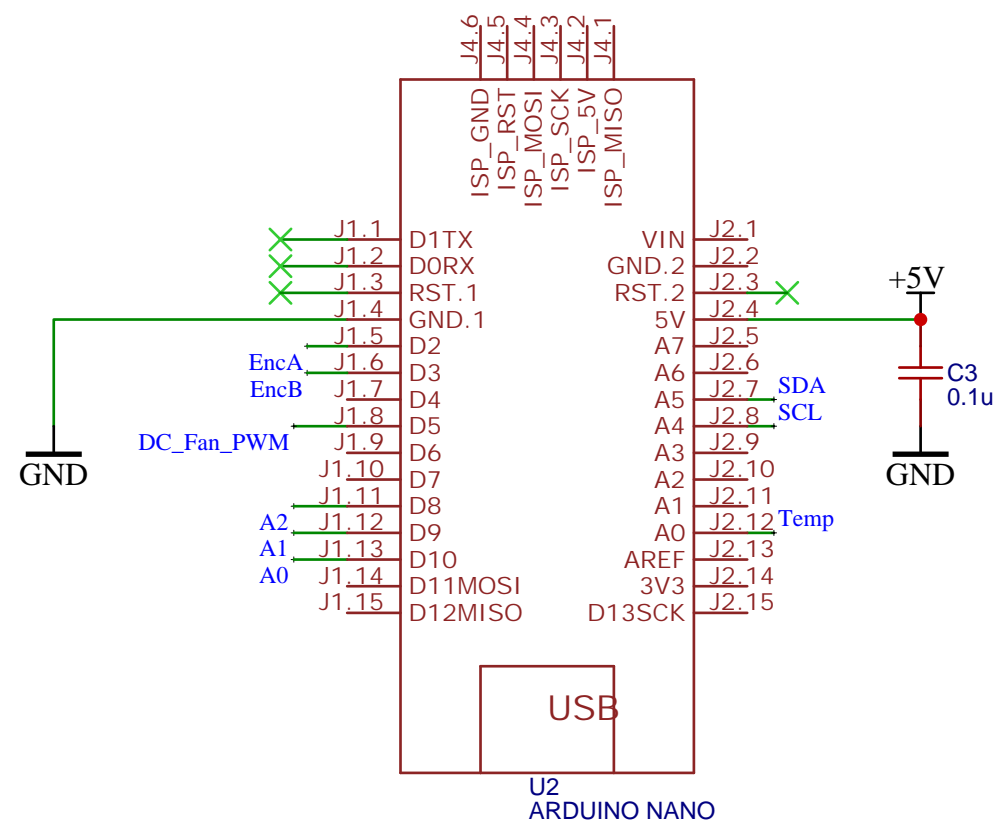 J4.6 J4.5 J4.4 J4.3 J4.2 J4.1
ISP_GND ISP_RST ISP_MOSI ISP_SCK ISP_5V ISP_MISO
J1.1 D1TX VIN J2.1
J1.2 D0RX GND.2 J2.2
J1.3 RST.1 RST.2 J2.3
+5V
J1.4 GND.1 5V J2.4
J1.5 D2 A7 J2.5
EncA J1.6 D3 A6 J2.6
C3
EncB J1.7 D4 A5 J2.7 SDA
0.1u
J1.8 D5 A4 J2.8 SCL
DC_Fan_PWM J1.9 D6 A3 J2.9
GND J1.10 D7 A2 J2.10 GND
J1.11 D8 A1 J2.11
A2 J1.12 D9 A0 J2.12 Temp
A1 J1.13 D10 AREF J2.13
A0 J1.14 D11MOSI 3V3 J2.14
J1.15 D12MISO D13SCK J2.15
USB
U2
ARDUINO NANO